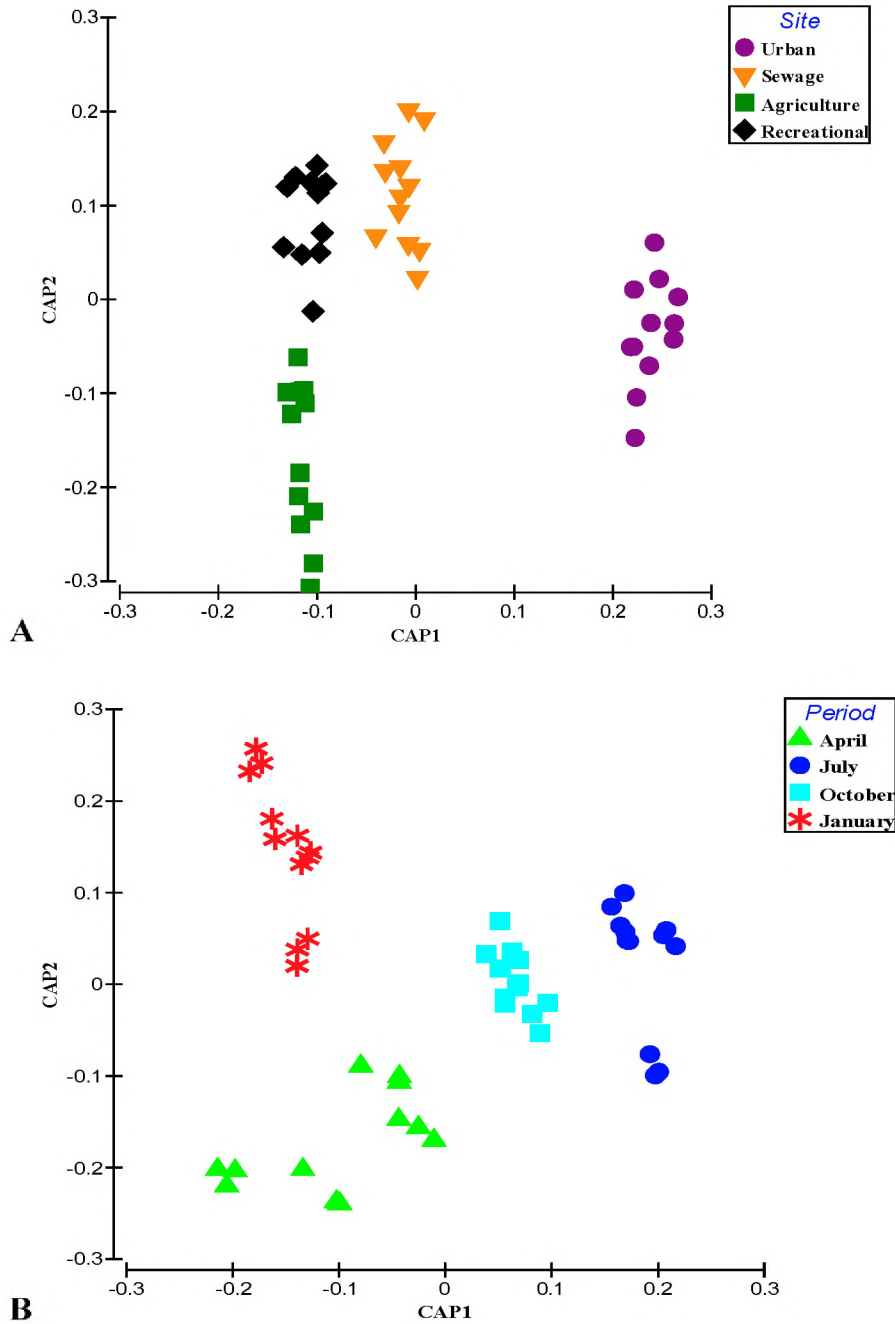 0.3
Site
Urban
Sewage
Agriculture
Recreational
0.2
0.1
0
-0.1
-0.2
-0.3
CAP2
-0.3 -0.2 -0.1 0 0.1 0.2 0.3
CAP1
A
0.3
Period
April
July
October
January
0.2
0.1
0
-0.1
-0.2
-0.3
CAP2
-0.3 -0.2 -0.1 0 0.1 0.2 0.3
CAP1
B